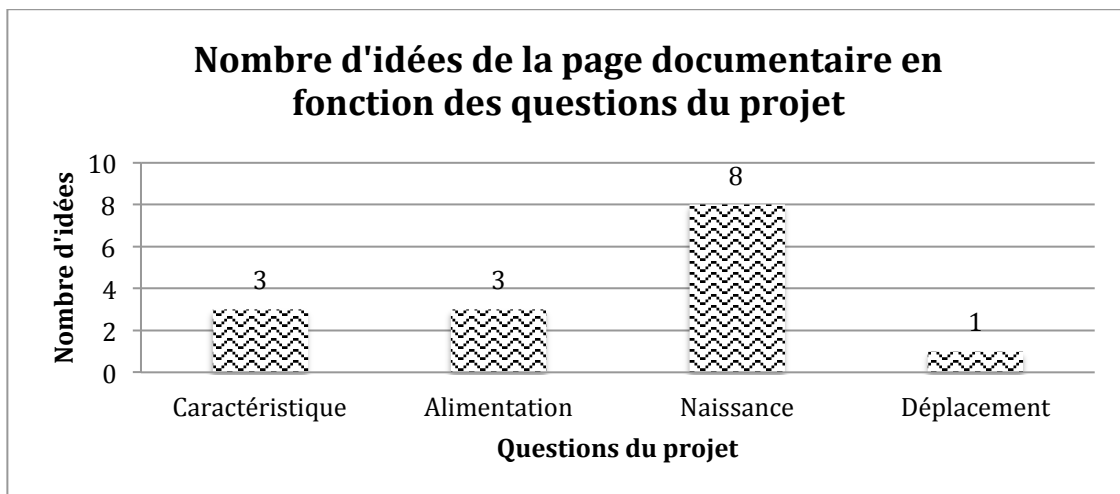 Nombre d'idées de la page documentaire en
fonction des questions du projet
Nombre d'idées
10
8
6
4
2
0
3
3
8
1
Caractéristique
Alimentation
Naissance
Déplacement
Questions du projet